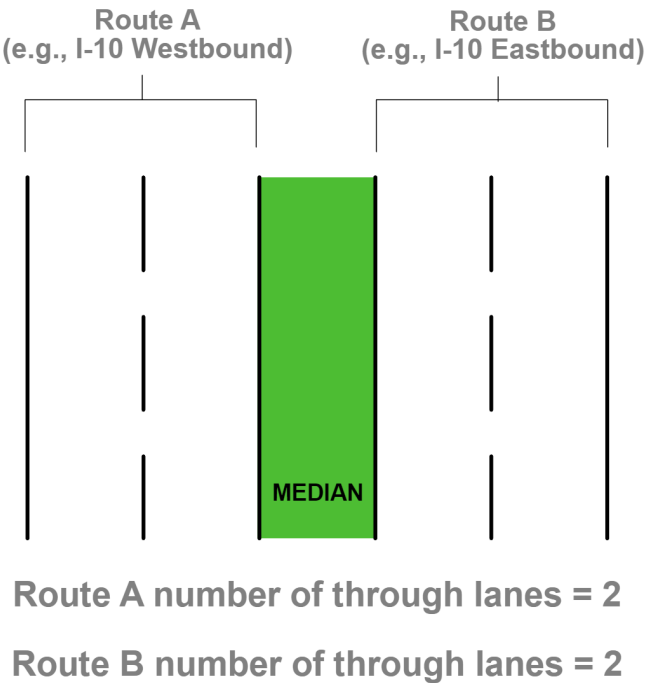 Route A
(e.g., I-10 Westbound)
Route B
(e.g., I-10 Eastbound)
MEDIAN
Route A number of through lanes = 2
Route B number of through lanes = 2